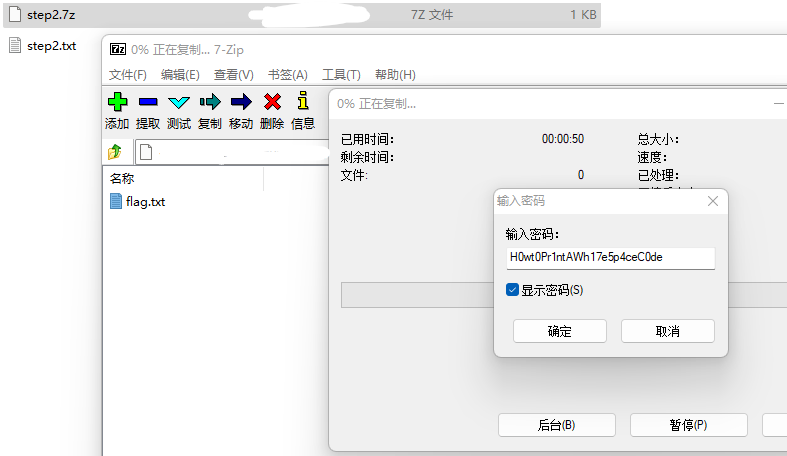 step2.7z 7Z 文件 1 KB
step2.txt
7z 0% 正在复制... 7-Zip
文件(F) 编辑(E) 查看(V) 书签(A) 工具(T) 帮助(H)
添加 提取 测试 复制 移动 删除 信息
名称
flag.txt
0% 正在复制...
已用时间： 00:00:50 总大小：
剩余时间： 速度：
文件： 0 已处理：
输入密码
输入密码：
H0wt0Pr1ntAWh17e5p4ceC0de
显示密码(S)
确定 取消
后台(B) 暂停(P)